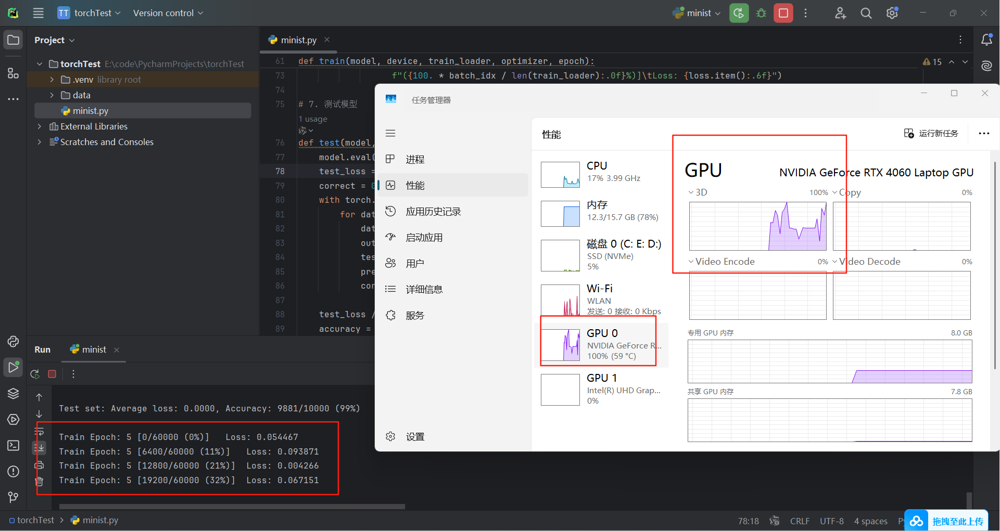 TT torchTest Version control minist
Project
torchTest E:\code\PycharmProjects\torchTest
.venv library root
data
minist.py
External Libraries
Scratches and Consoles
minist.py
61 def train(model, device, train_loader, optimizer, epoch):
15
73 f"({100. * batch_idx / len(train_loader):.0f}%)]\tLoss: {loss.item():.6f}")
74
75 # 7. 测试模型
1 usage
76 def test(model,
77 model.eval(
78 test_loss =
79 correct = 0
80 with torch.
81 for dat
82 dat
83 out
84 tes
85 pre
86 cor
87
88 test_loss /
89 accuracy =
任务管理器
进程
性能
应用历史记录
启动应用
用户
详细信息
服务
设置
性能
运行新任务
CPU
17% 3.99 GHz
内存
12.3/15.7 GB (78%)
磁盘 0 (C: E: D:)
SSD (NVMe)
5%
Wi-Fi
WLAN
发送: 0 接收: 0 Kbps
GPU 0
NVIDIA GeForce R...
100% (59 °C)
GPU 1
Intel(R) UHD Grap...
0%
GPU NVIDIA GeForce RTX 4060 Laptop GPU
3D 100% Copy 0%
Video Encode 0% Video Decode 0%
专用 GPU 内存 8.0 GB
共享 GPU 内存 7.8 GB
Run minist
Test set: Average loss: 0.0000, Accuracy: 9881/10000 (99%)
Train Epoch: 5 [0/60000 (0%)] Loss: 0.054467
Train Epoch: 5 [6400/60000 (11%)] Loss: 0.093871
Train Epoch: 5 [12800/60000 (21%)] Loss: 0.004266
Train Epoch: 5 [19200/60000 (32%)] Loss: 0.067151
torchTest > minist.py
78:18 CRLF UTF-8 4 spaces
拖拽至此上传